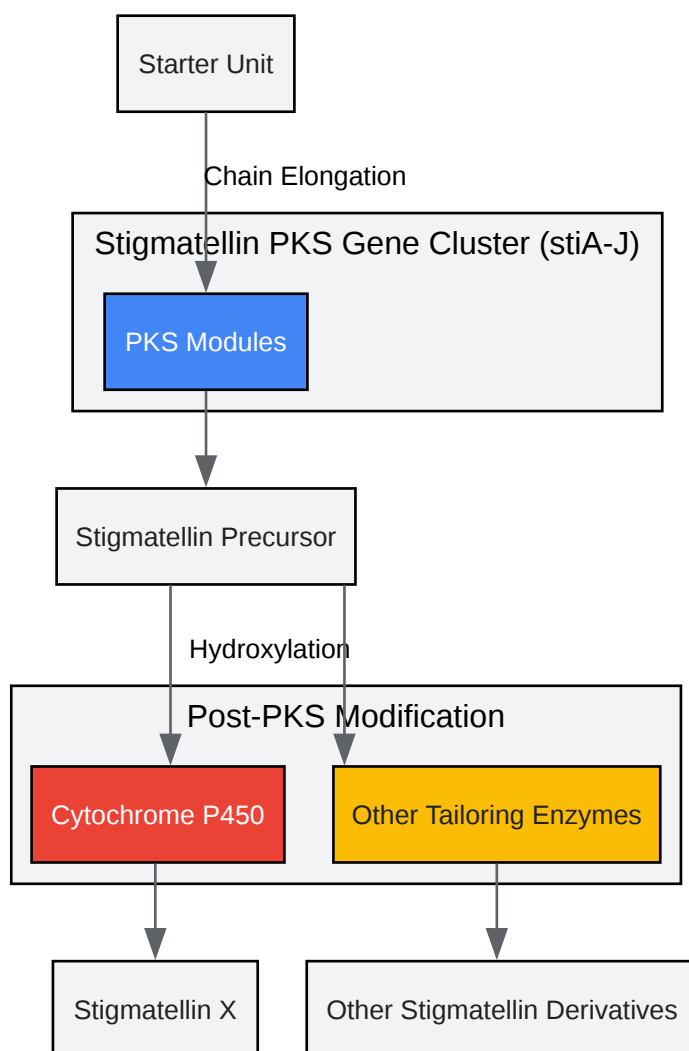 Starter Unit
Chain Elongation
Stigmatellin PKS Gene Cluster (stiA-J)
PKS Modules
Stigmatellin Precursor
Hydroxylation
Post-PKS Modification
Cytochrome P450
Other Tailoring Enzymes
Stigmatellin X
Other Stigmatellin Derivatives